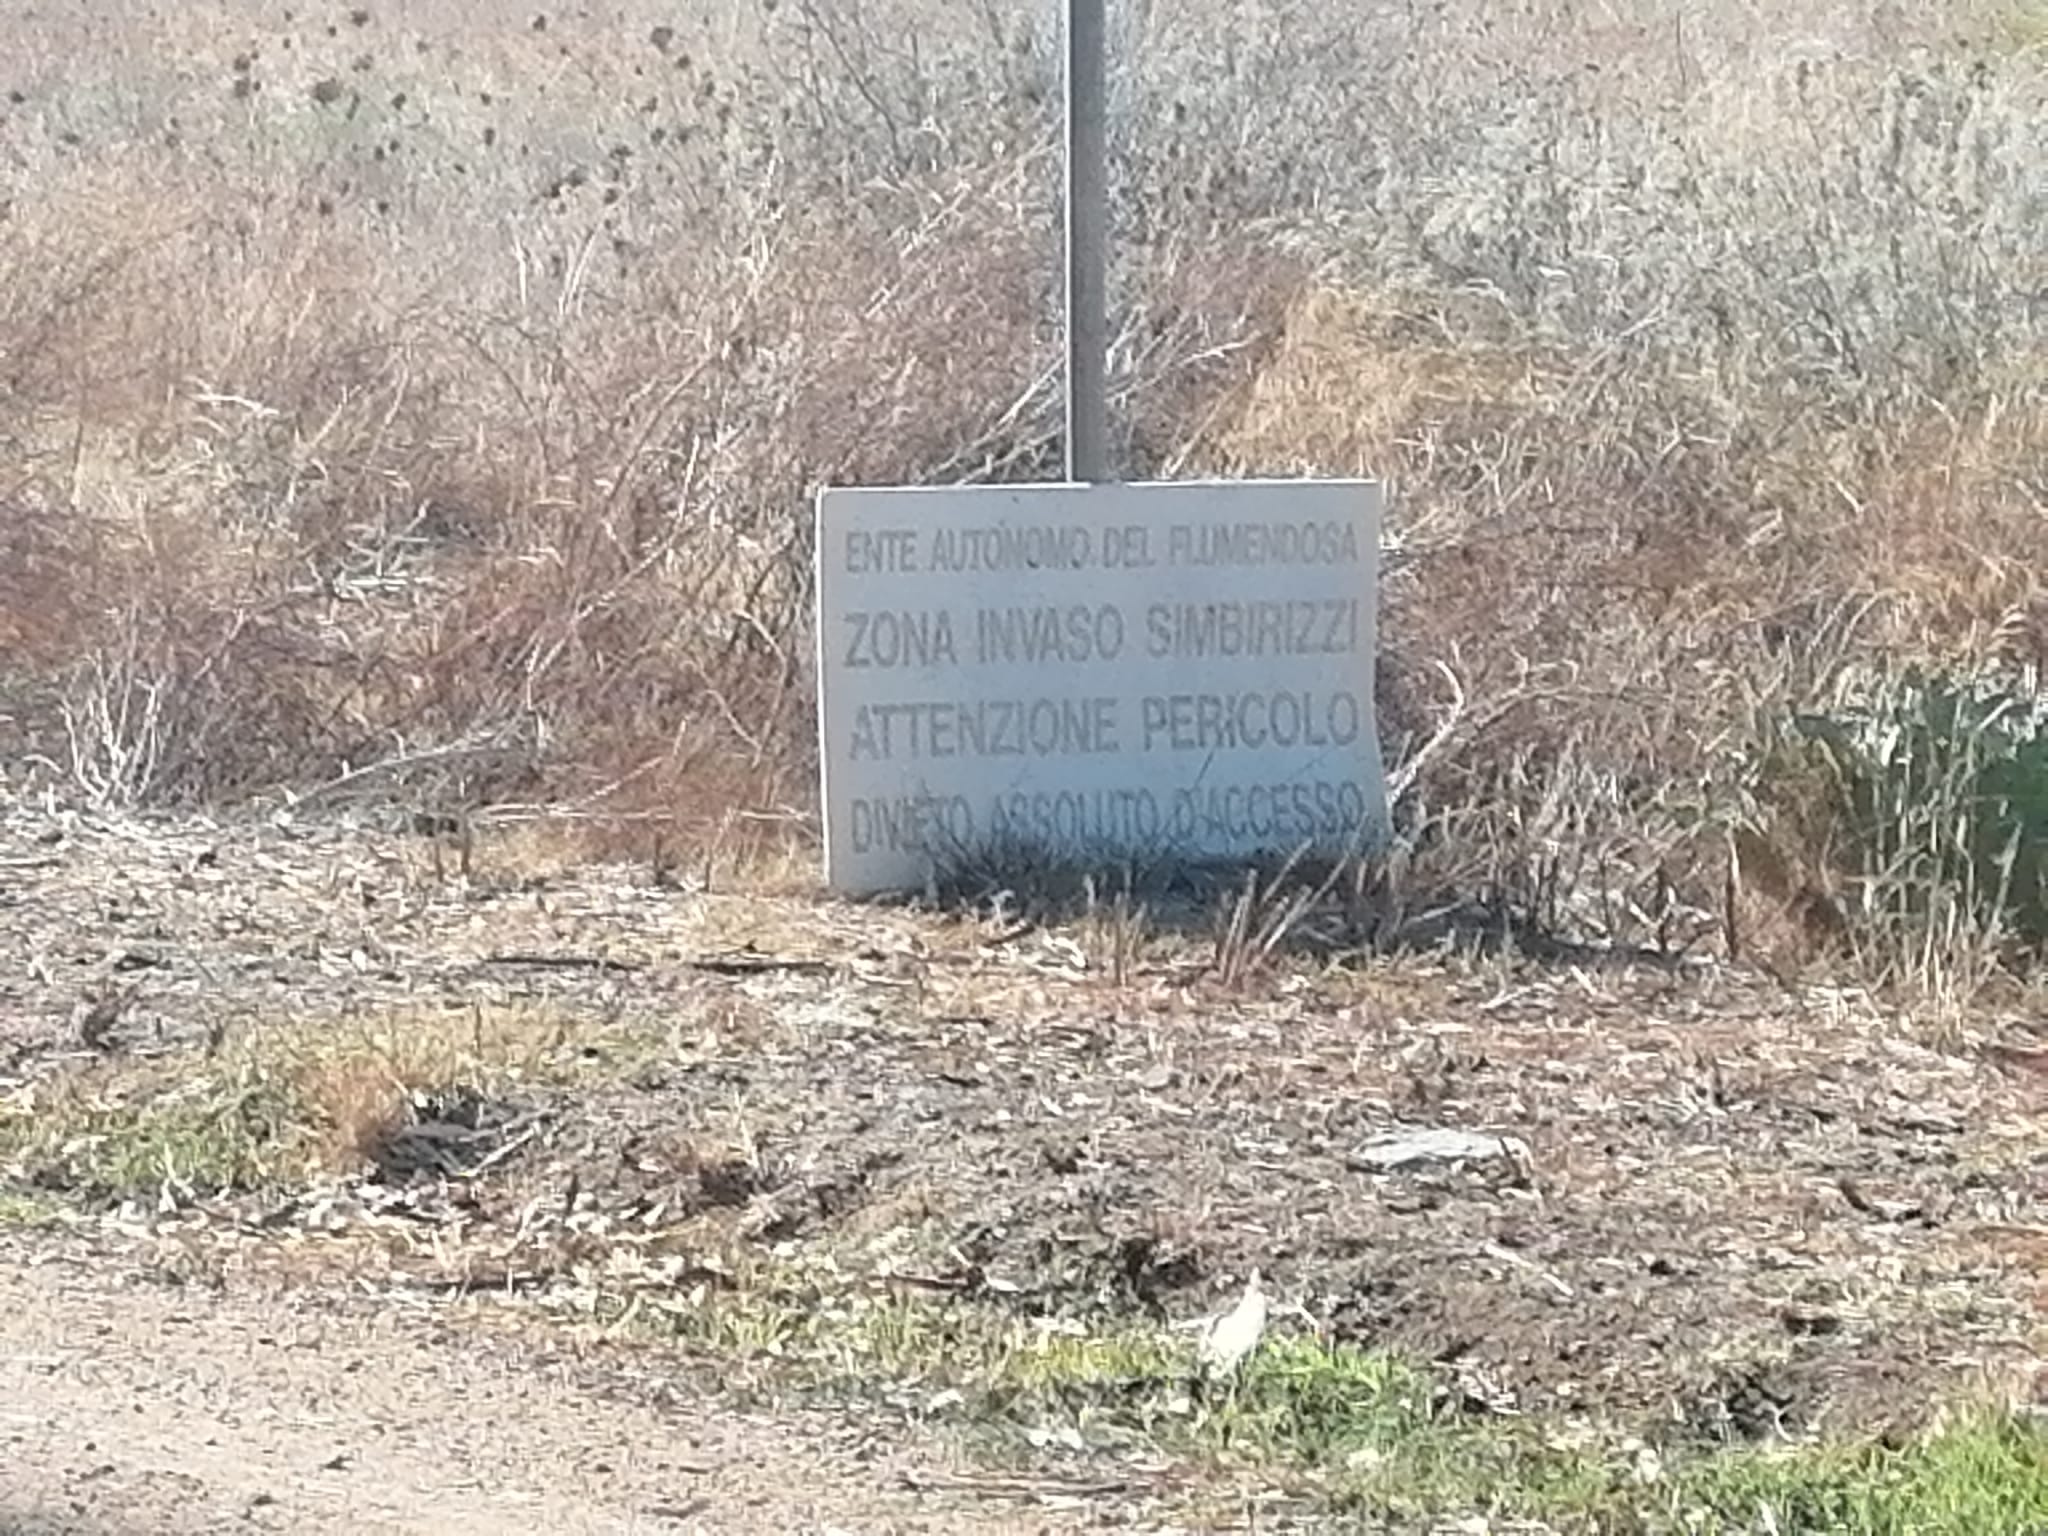 ENTE AUTONOMO DEL FLUMENDOSA
ZONA INVASO SIMBIRIZZI
ATTENZIONE PERICOLO
DIVIETO ASSOLUTO D'ACCESSO